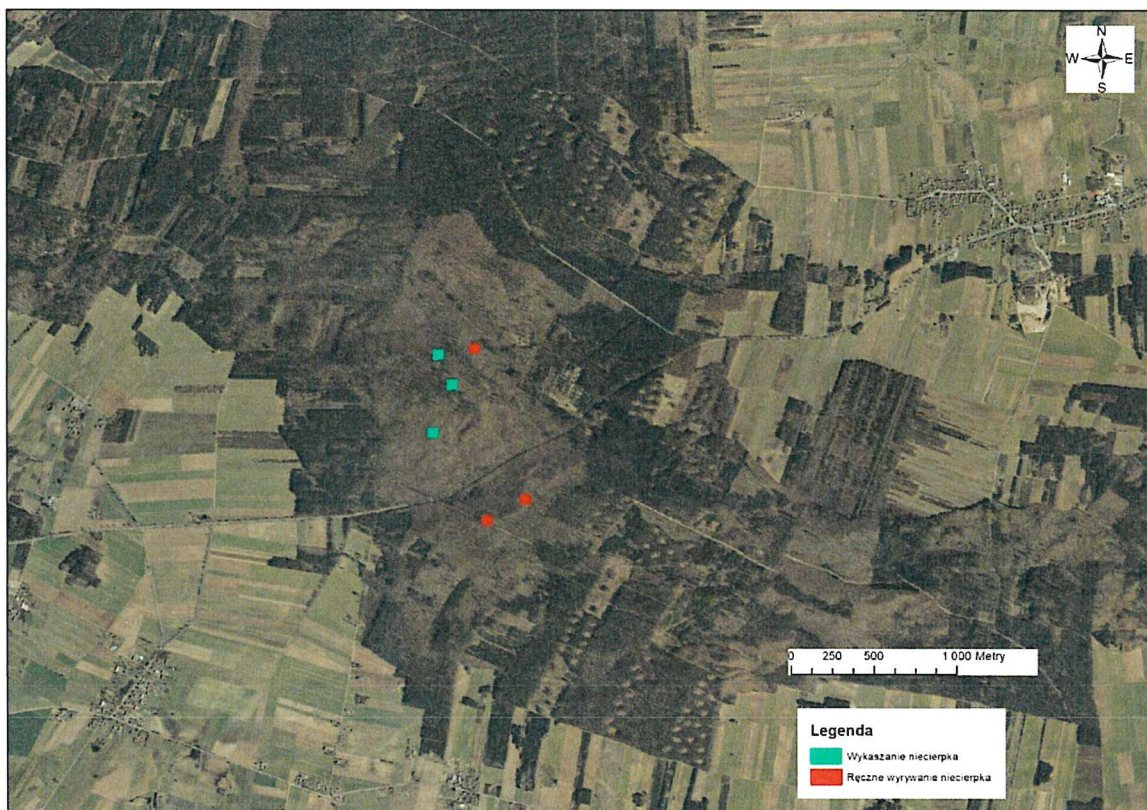 N
W E
S
0 250 500 1 000 Metry
Legenda
Wykaszanie niecierpka
Ręczne wyrywanie niecierpka